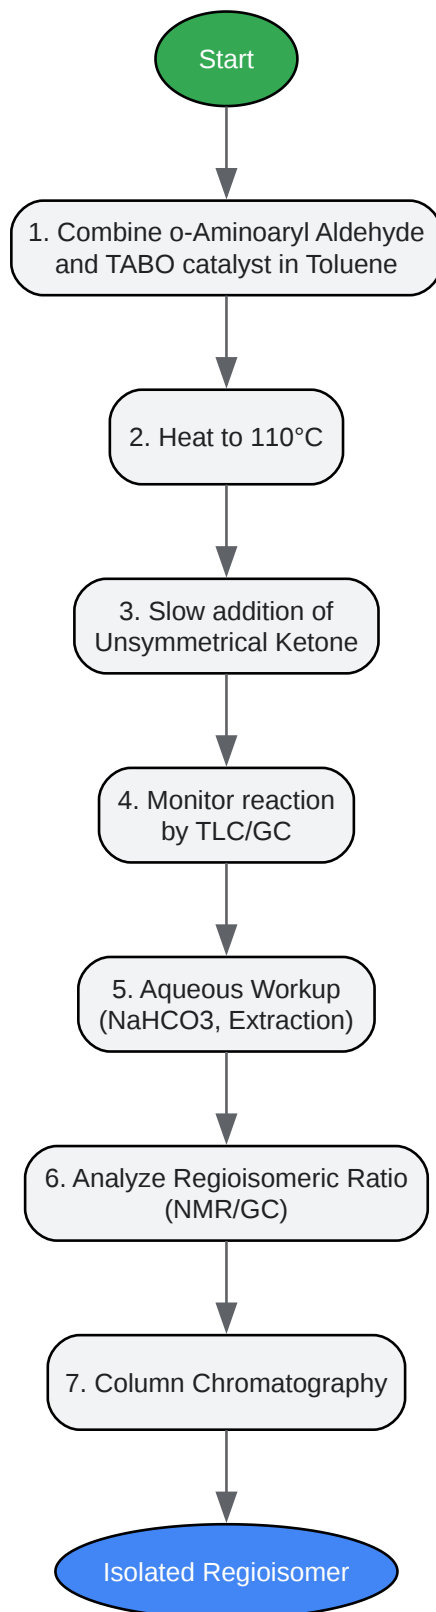 Start
1. Combine o-Aminoaryl Aldehyde
and TABO catalyst in Toluene
2. Heat to 110°C
3. Slow addition of
Unsymmetrical Ketone
4. Monitor reaction
by TLC/GC
5. Aqueous Workup
(NaHCO3, Extraction)
6. Analyze Regioisomeric Ratio
(NMR/GC)
7. Column Chromatography
Isolated Regioisomer